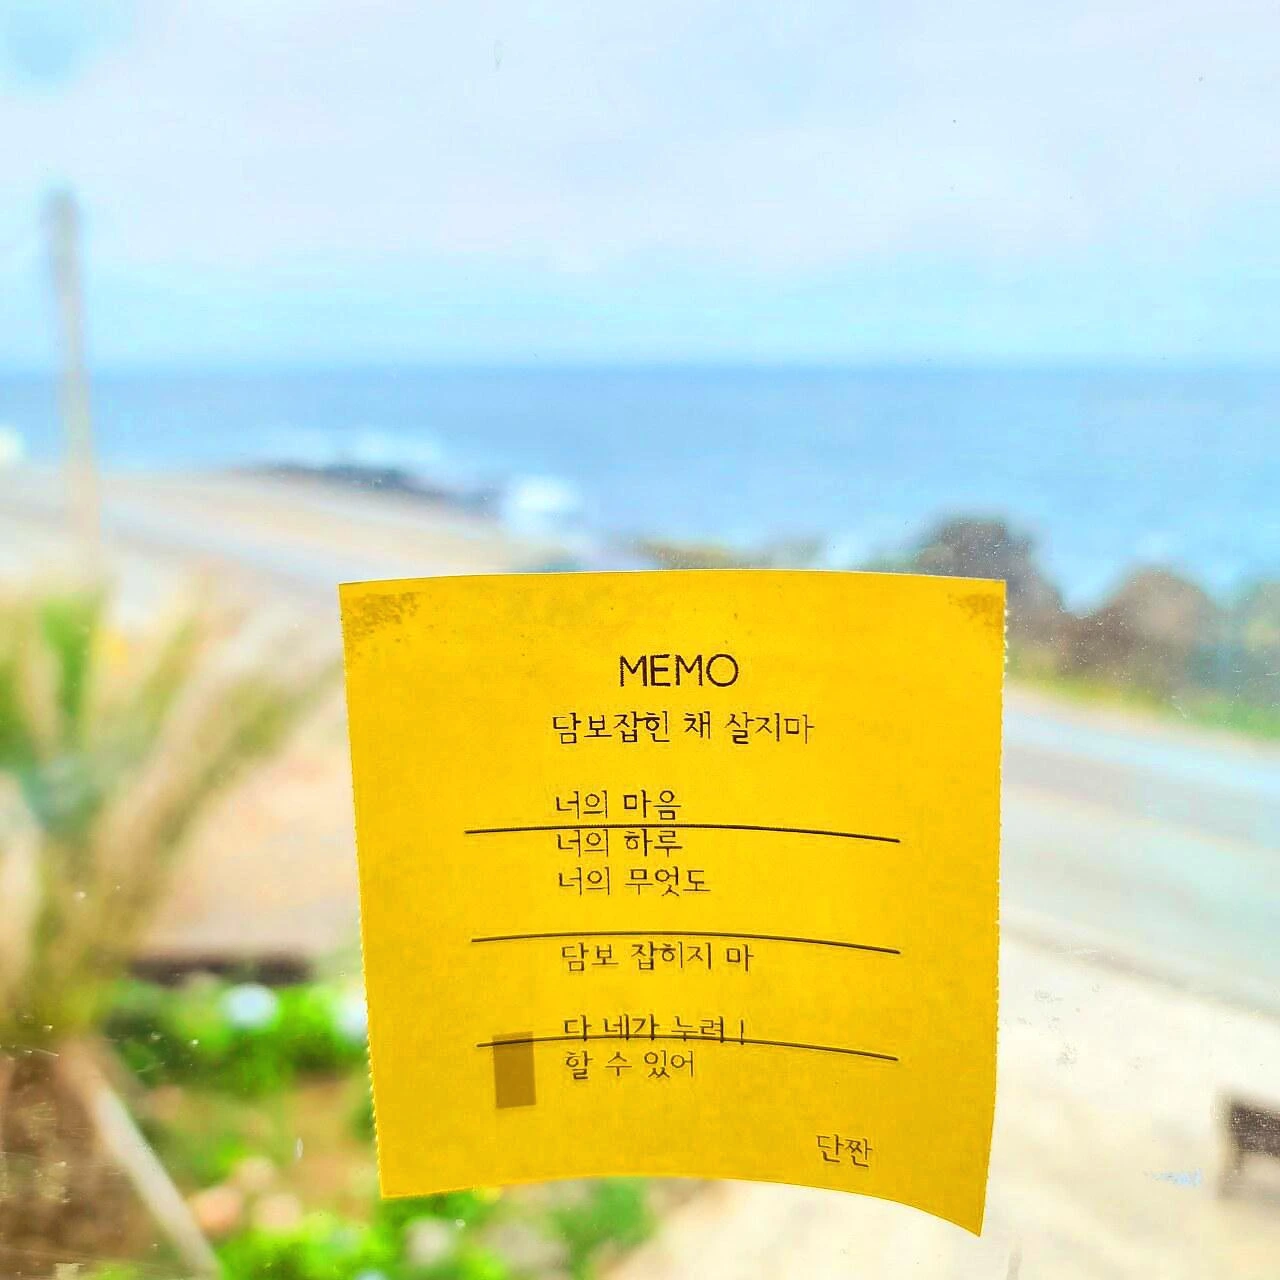 MEMO
담보잡힌 채 살지마
너의 마음
너의 하루
너의 무엇도
담보 잡히지 마
다 네가 누려 !
할 수 있어
단짠